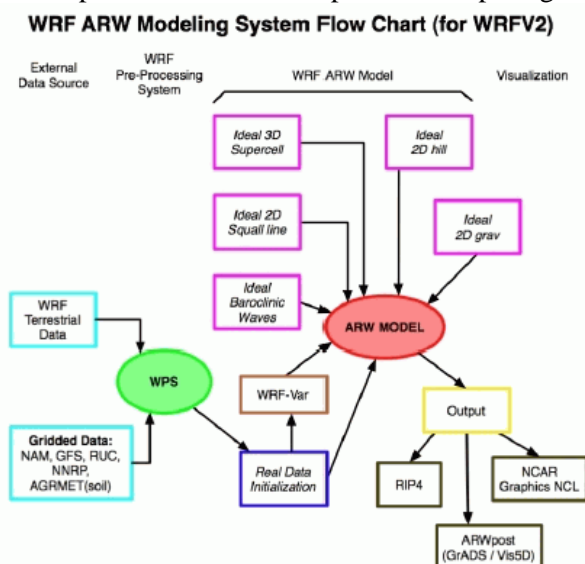 WRF ARW Modeling System Flow Chart (for WRFV2)
External
Data Source
WRF
Pre-Processing
System
WRF ARW Model
Visualization
Ideal 3D
Supercell
Ideal
2D hill
Ideal 2D
Squall line
Ideal
2D grav
Ideal
Baroclinic
Waves
ARW MODEL
WRF
Terrestrial
Data
WPS
WRF-Var
Output
Gridded Data:
NAM, GFS, RUC,
NNRP,
AGRMET(soil)
Real Data
Initialization
RIP4
NCAR
Graphics NCL
ARWpost
(GrADS / Vis5D)